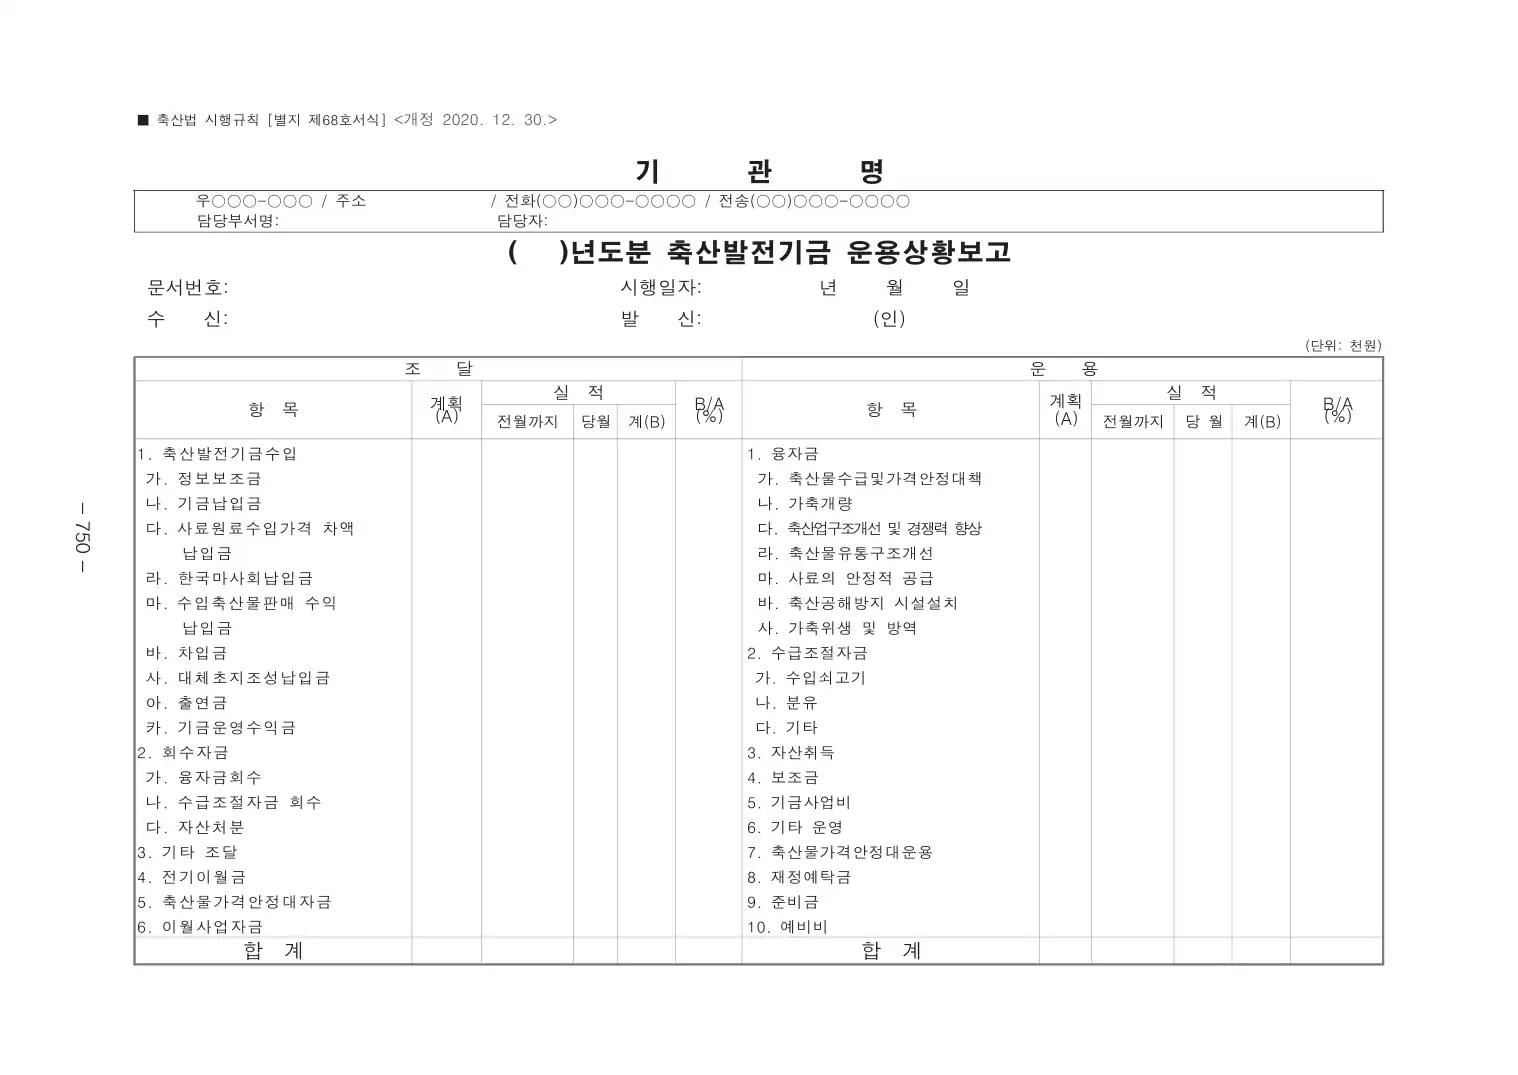 ■ 축산법 시행규칙 [별지 제68호서식] <개정 2020. 12. 30.>
기 관 명
우○○○-○○○ / 주소 / 전화(○○)○○○-○○○○ / 전송(○○)○○○-○○○○
담당부서명: 담당자:
( )년도분 축산발전기금 운용상황보고
문서번호: 시행일자: 년 월 일
수 신: 발 신: (인)
(단위: 천원)
조 달 운 용
항 목 계획 (A) 실 적 B/A (%) 항 목 계획 (A) 실 적 B/A (%)
전월까지 당월 계(B) 전월까지 당 월 계(B)
1. 축산발전기금수입 1. 융자금
가. 정보보조금 가. 축산물수급및가격안정대책
나. 기금납입금 나. 가축개량
다. 사료원료수입가격 차액 다. 축산업구조개선 및 경쟁력 향상
납입금 라. 축산물유통구조개선
라. 한국마사회납입금 마. 사료의 안정적 공급
마. 수입축산물판매 수익 바. 축산공해방지 시설설치
납입금 사. 가축위생 및 방역
바. 차입금 2. 수급조절자금
사. 대체초지조성납입금 가. 수입쇠고기
아. 출연금 나. 분유
카. 기금운영수익금 다. 기타
2. 회수자금 3. 자산취득
가. 융자금회수 4. 보조금
나. 수급조절자금 회수 5. 기금사업비
다. 자산처분 6. 기타 운영
3. 기타 조달 7. 축산물가격안정대운용
4. 전기이월금 8. 재정예탁금
5. 축산물가격안정대자금 9. 준비금
6. 이월사업자금 10. 예비비
합 계 합 계
- 750 -